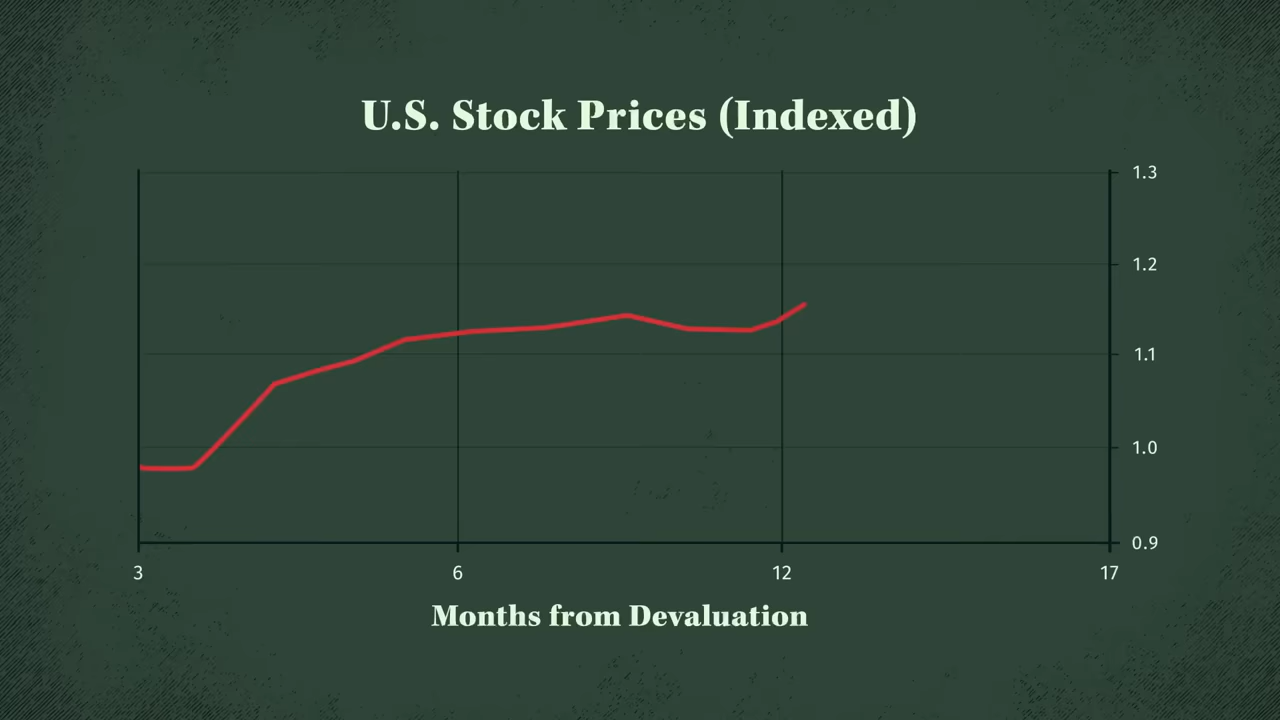 U.S. Stock Prices (Indexed)
1.3
1.2
1.1
1.0
0.9
3 6 12 17
Months from Devaluation